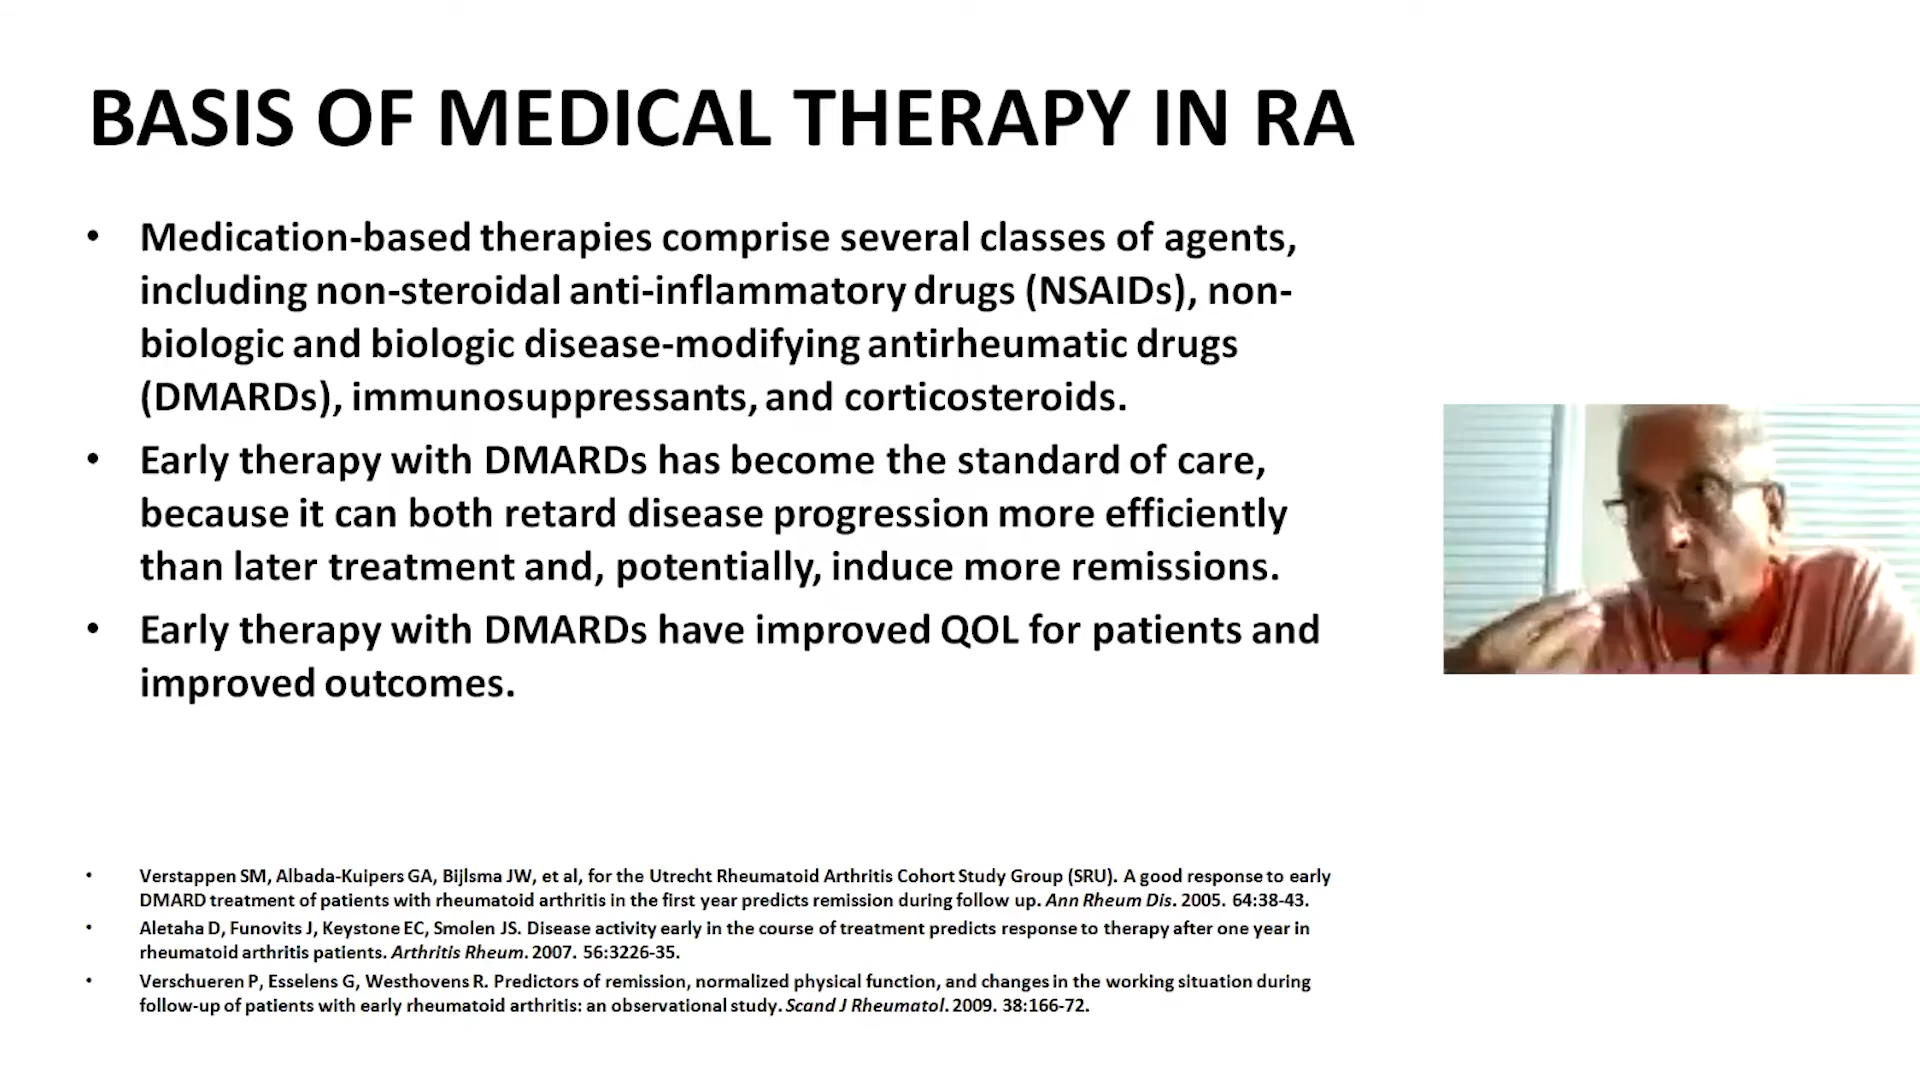 BASIS OF MEDICAL THERAPY IN RA
• Medication-based therapies comprise several classes of agents,
including non-steroidal anti-inflammatory drugs (NSAIDs), non-
biologic and biologic disease-modifying antirheumatic drugs
(DMARDs), immunosuppressants, and corticosteroids.
• Early therapy with DMARDs has become the standard of care,
because it can both retard disease progression more efficiently
than later treatment and, potentially, induce more remissions.
• Early therapy with DMARDs have improved QOL for patients and
improved outcomes.
• Verstappen SM, Albada-Kuipers GA, Bijlsma JW, et al, for the Utrecht Rheumatoid Arthritis Cohort Study Group (SRU). A good response to early
DMARD treatment of patients with rheumatoid arthritis in the first year predicts remission during follow up. Ann Rheum Dis. 2005. 64:38-43.
• Aletaha D, Funovits J, Keystone EC, Smolen JS. Disease activity early in the course of treatment predicts response to therapy after one year in
rheumatoid arthritis patients. Arthritis Rheum. 2007. 56:3226-35.
• Verschueren P, Esselens G, Westhovens R. Predictors of remission, normalized physical function, and changes in the working situation during
follow-up of patients with early rheumatoid arthritis: an observational study. Scand J Rheumatol. 2009. 38:166-72.